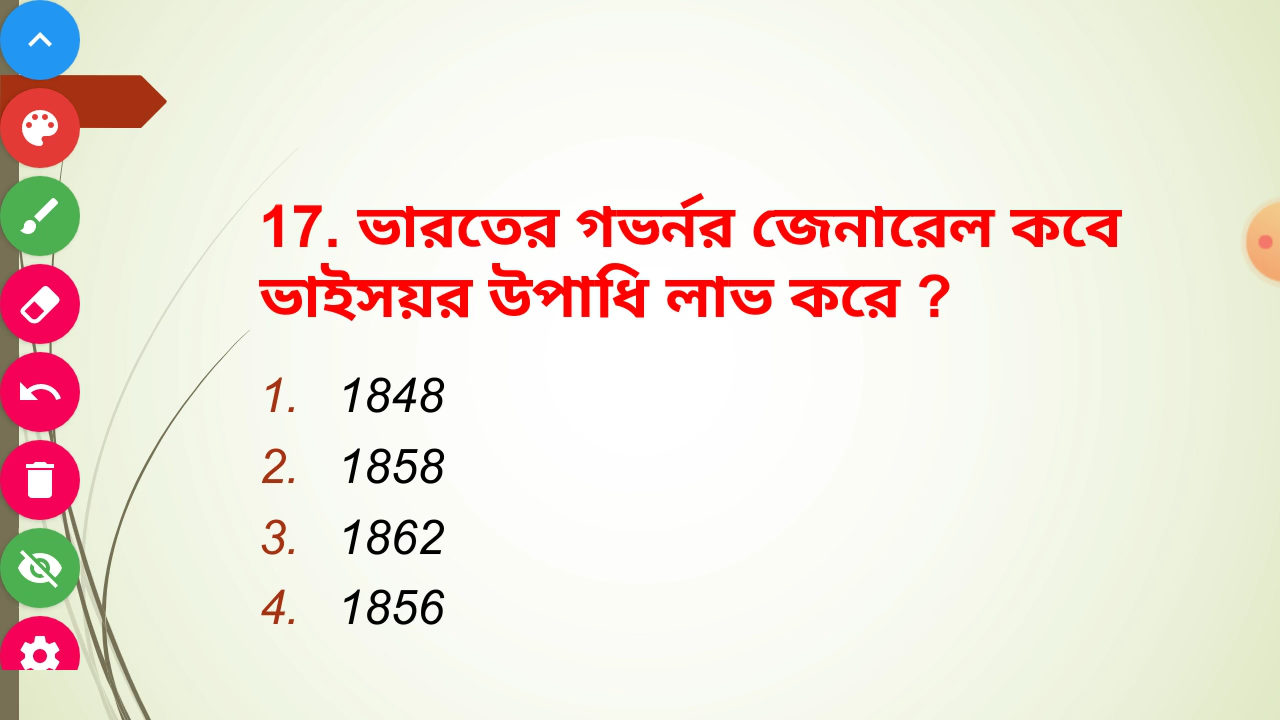 17. ভারতের গভর্নর জেনারেল কবে
ভাইসয়র উপাধি লাভ করে ?
1. 1848
2. 1858
3. 1862
4. 1856